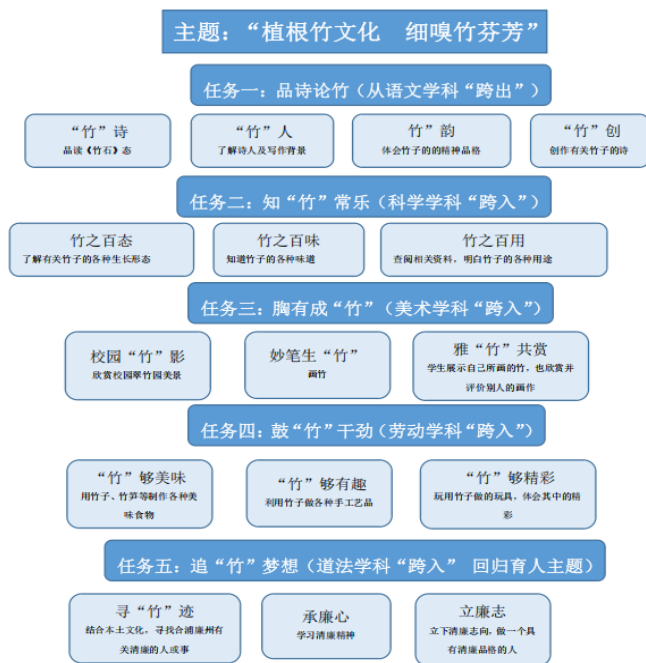 主题：“植根竹文化 细嗅竹芬芳”
任务一：品诗论竹（从语文学科“跨出”）
“竹”诗
品读《竹石》态
“竹”人
了解诗人及写作背景
竹”韵
体会竹子的的精神品格
“竹”创
创作有关竹子的诗
任务二：知“竹”常乐（科学学科“跨入”）
竹之百态
了解有关竹子的各种生长形态
竹之百味
知道竹子的各种味道
竹之百用
查阅相关资料，明白竹子的各种用途
任务三：胸有成“竹”（美术学科“跨入”）
校园“竹”影
欣赏校园翠竹园美景
妙笔生“竹”
画竹
雅“竹”共赏
学生展示自己所画的竹，也欣赏并
评价别人的画作
任务四：鼓“竹”干劲（劳动学科“跨入”）
“竹”够美味
用竹子、竹笋等制作各种美
味食物
“竹”够有趣
利用竹子做各种手工艺品
“竹”够精彩
玩用竹子做的玩具，体会其中的精
彩
任务五：追“竹”梦想（道法学科“跨入” 回归育人主题）
寻“竹”迹
结合本土文化，寻找合浦廉州有
关清廉的人或事
承廉心
学习清廉精神
立廉志
立下清廉志向，做一个具
有清廉品格的人